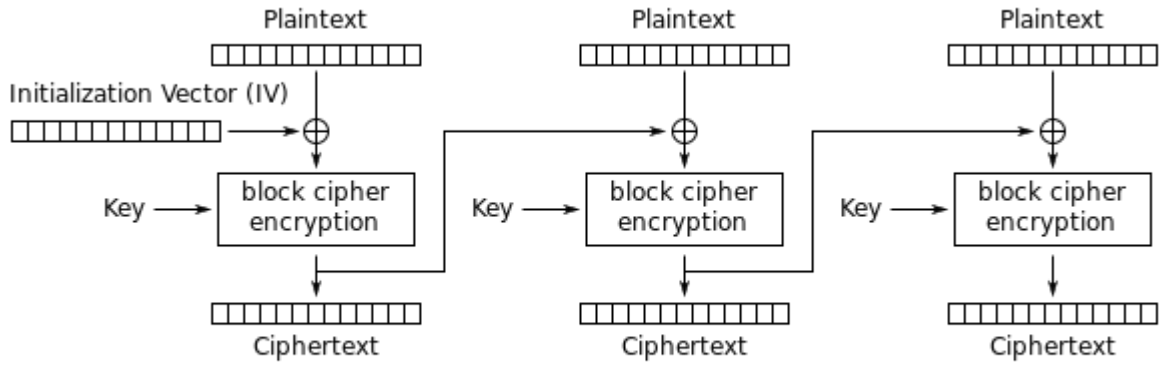 Plaintext
Plaintext
Plaintext
Initialization Vector (IV)
Key
block cipher
encryption
Key
block cipher
encryption
Key
block cipher
encryption
Ciphertext
Ciphertext
Ciphertext